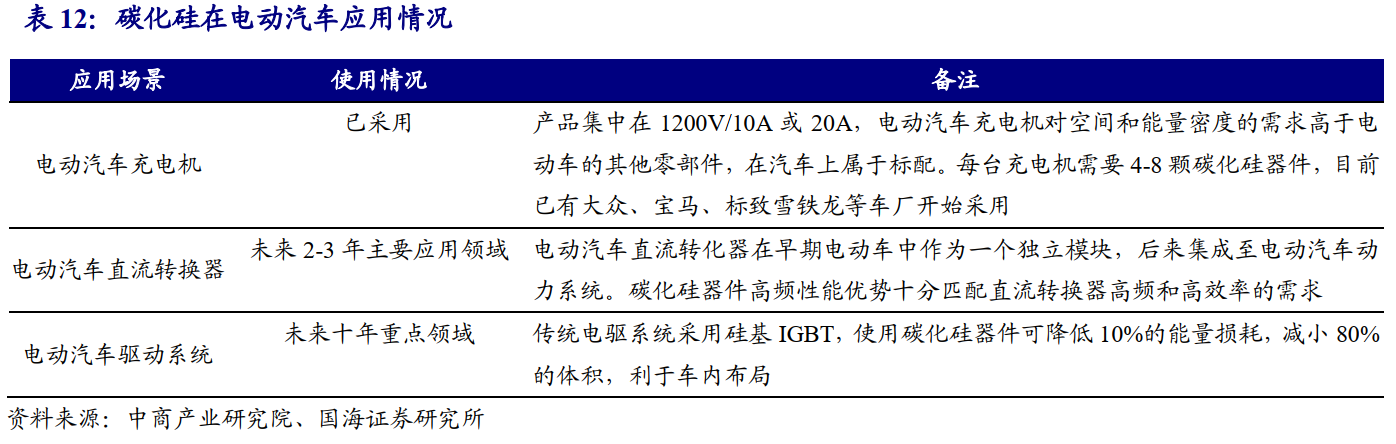 表 12：碳化硅在电动汽车应用情况
应用场景 使用情况 备注
已采用 产品集中在 1200V/10A 或 20A，电动汽车充电机对空间和能量密度的需求高于电
电动汽车充电机 动车的其他零部件，在汽车上属于标配。每台充电机需要 4-8 颗碳化硅器件，目前
已有大众、宝马、标致雪铁龙等车厂开始采用
电动汽车直流转换器 未来 2-3 年主要应用领域 电动汽车直流转化器在早期电动车中作为一个独立模块，后来集成至电动汽车动
力系统。碳化硅器件高频性能优势十分匹配直流转换器高频和高效率的需求
电动汽车驱动系统 未来十年重点领域 传统电驱系统采用硅基 IGBT，使用碳化硅器件可降低 10%的能量损耗，减小 80%
的体积，利于车内布局
资料来源：中商产业研究院、国海证券研究所